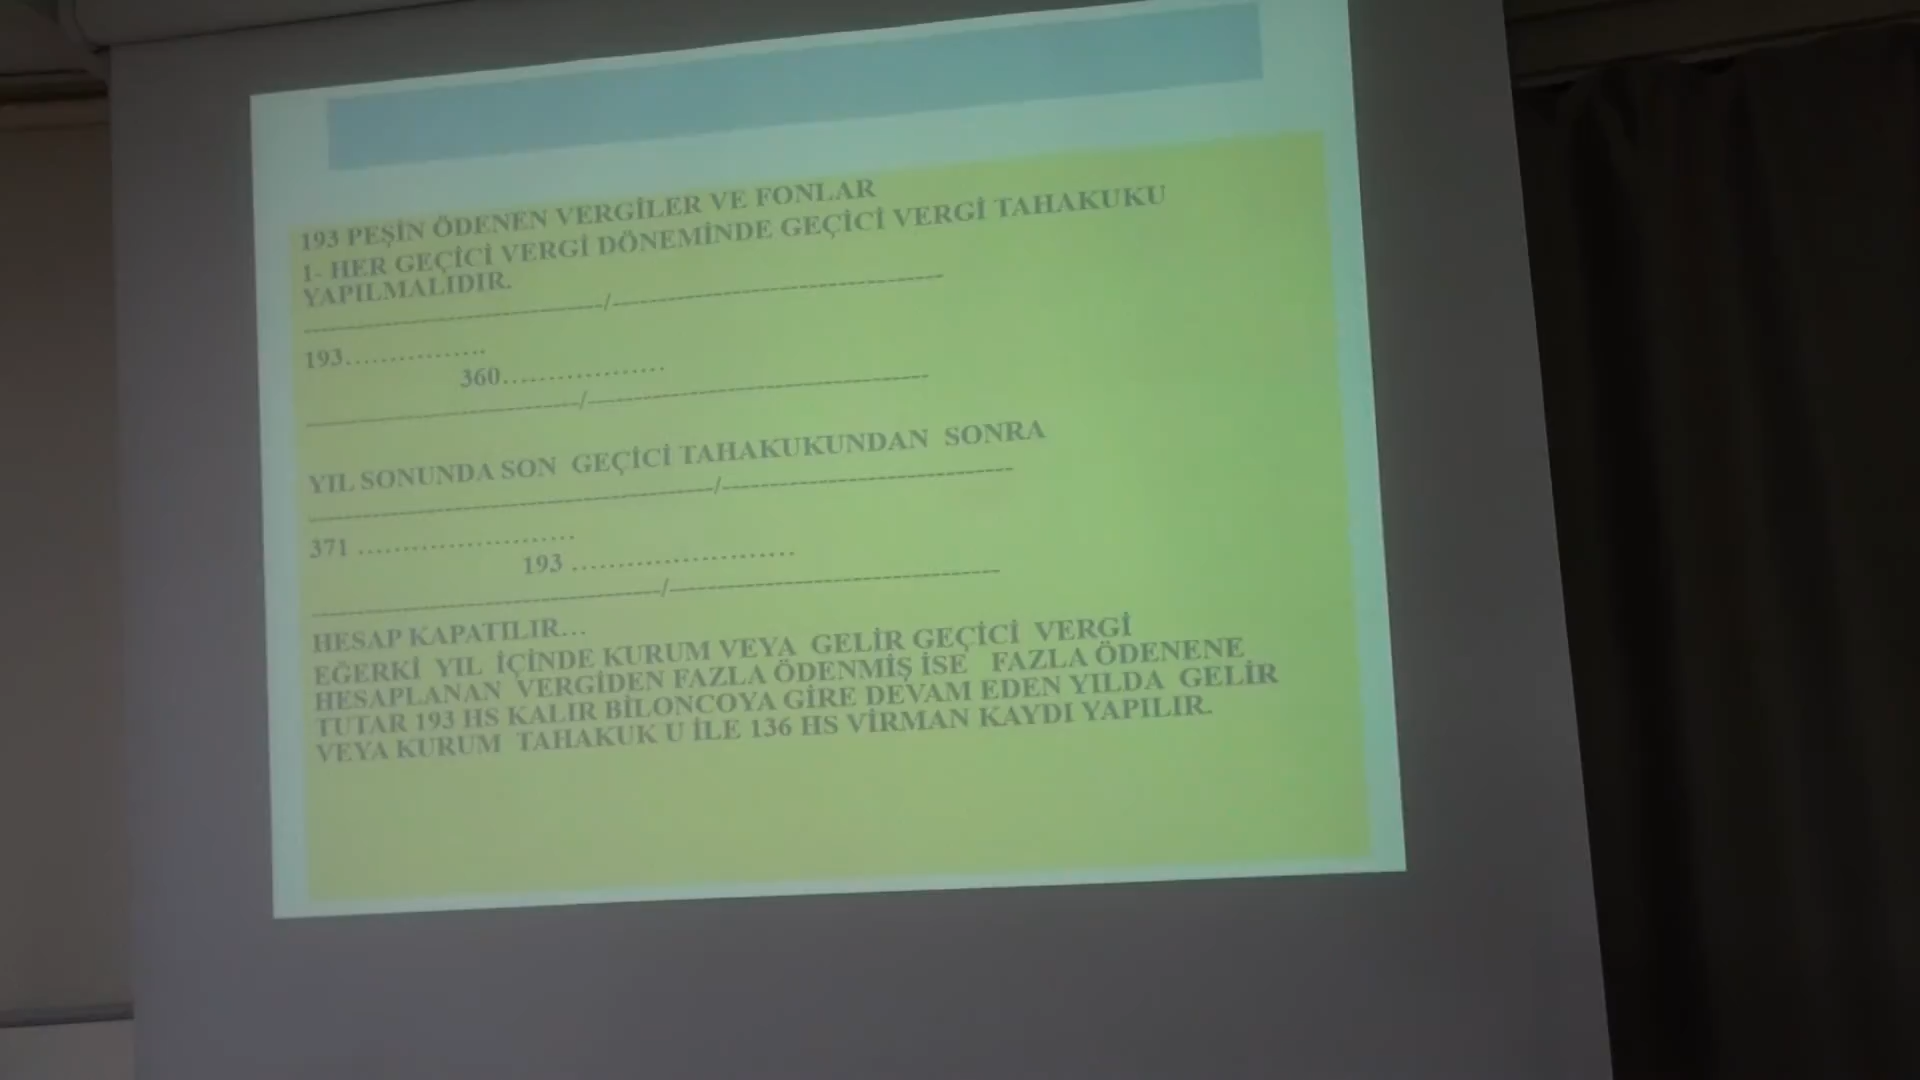 193 PEŞİN ÖDENEN VERGİLER VE FONLAR
1- HER GEÇİCİ VERGİ DÖNEMİNDE GEÇİCİ VERGİ TAHAKUKU
YAPILMALIDIR.
------------------------------------/----------------------------------------
193................
360..................
---------------------------------/-----------------------------------------
YIL SONUNDA SON GEÇİCİ TAHAKUKUNDAN SONRA
-------------------------------------------------/-----------------------------------
371 ........................
193 .........................
------------------------------------------/----------------------------------------
HESAP KAPATILIR...
EĞERKİ YIL İÇİNDE KURUM VEYA GELİR GEÇİCİ VERGİ
HESAPLANAN VERGİDEN FAZLA ÖDENMİŞ İSE FAZLA ÖDENENE
TUTAR 193 HS KALIR BİLONCOYA GİRE DEVAM EDEN YILDA GELİR
VEYA KURUM TAHAKUK U İLE 136 HS VİRMAN KAYDI YAPILIR.